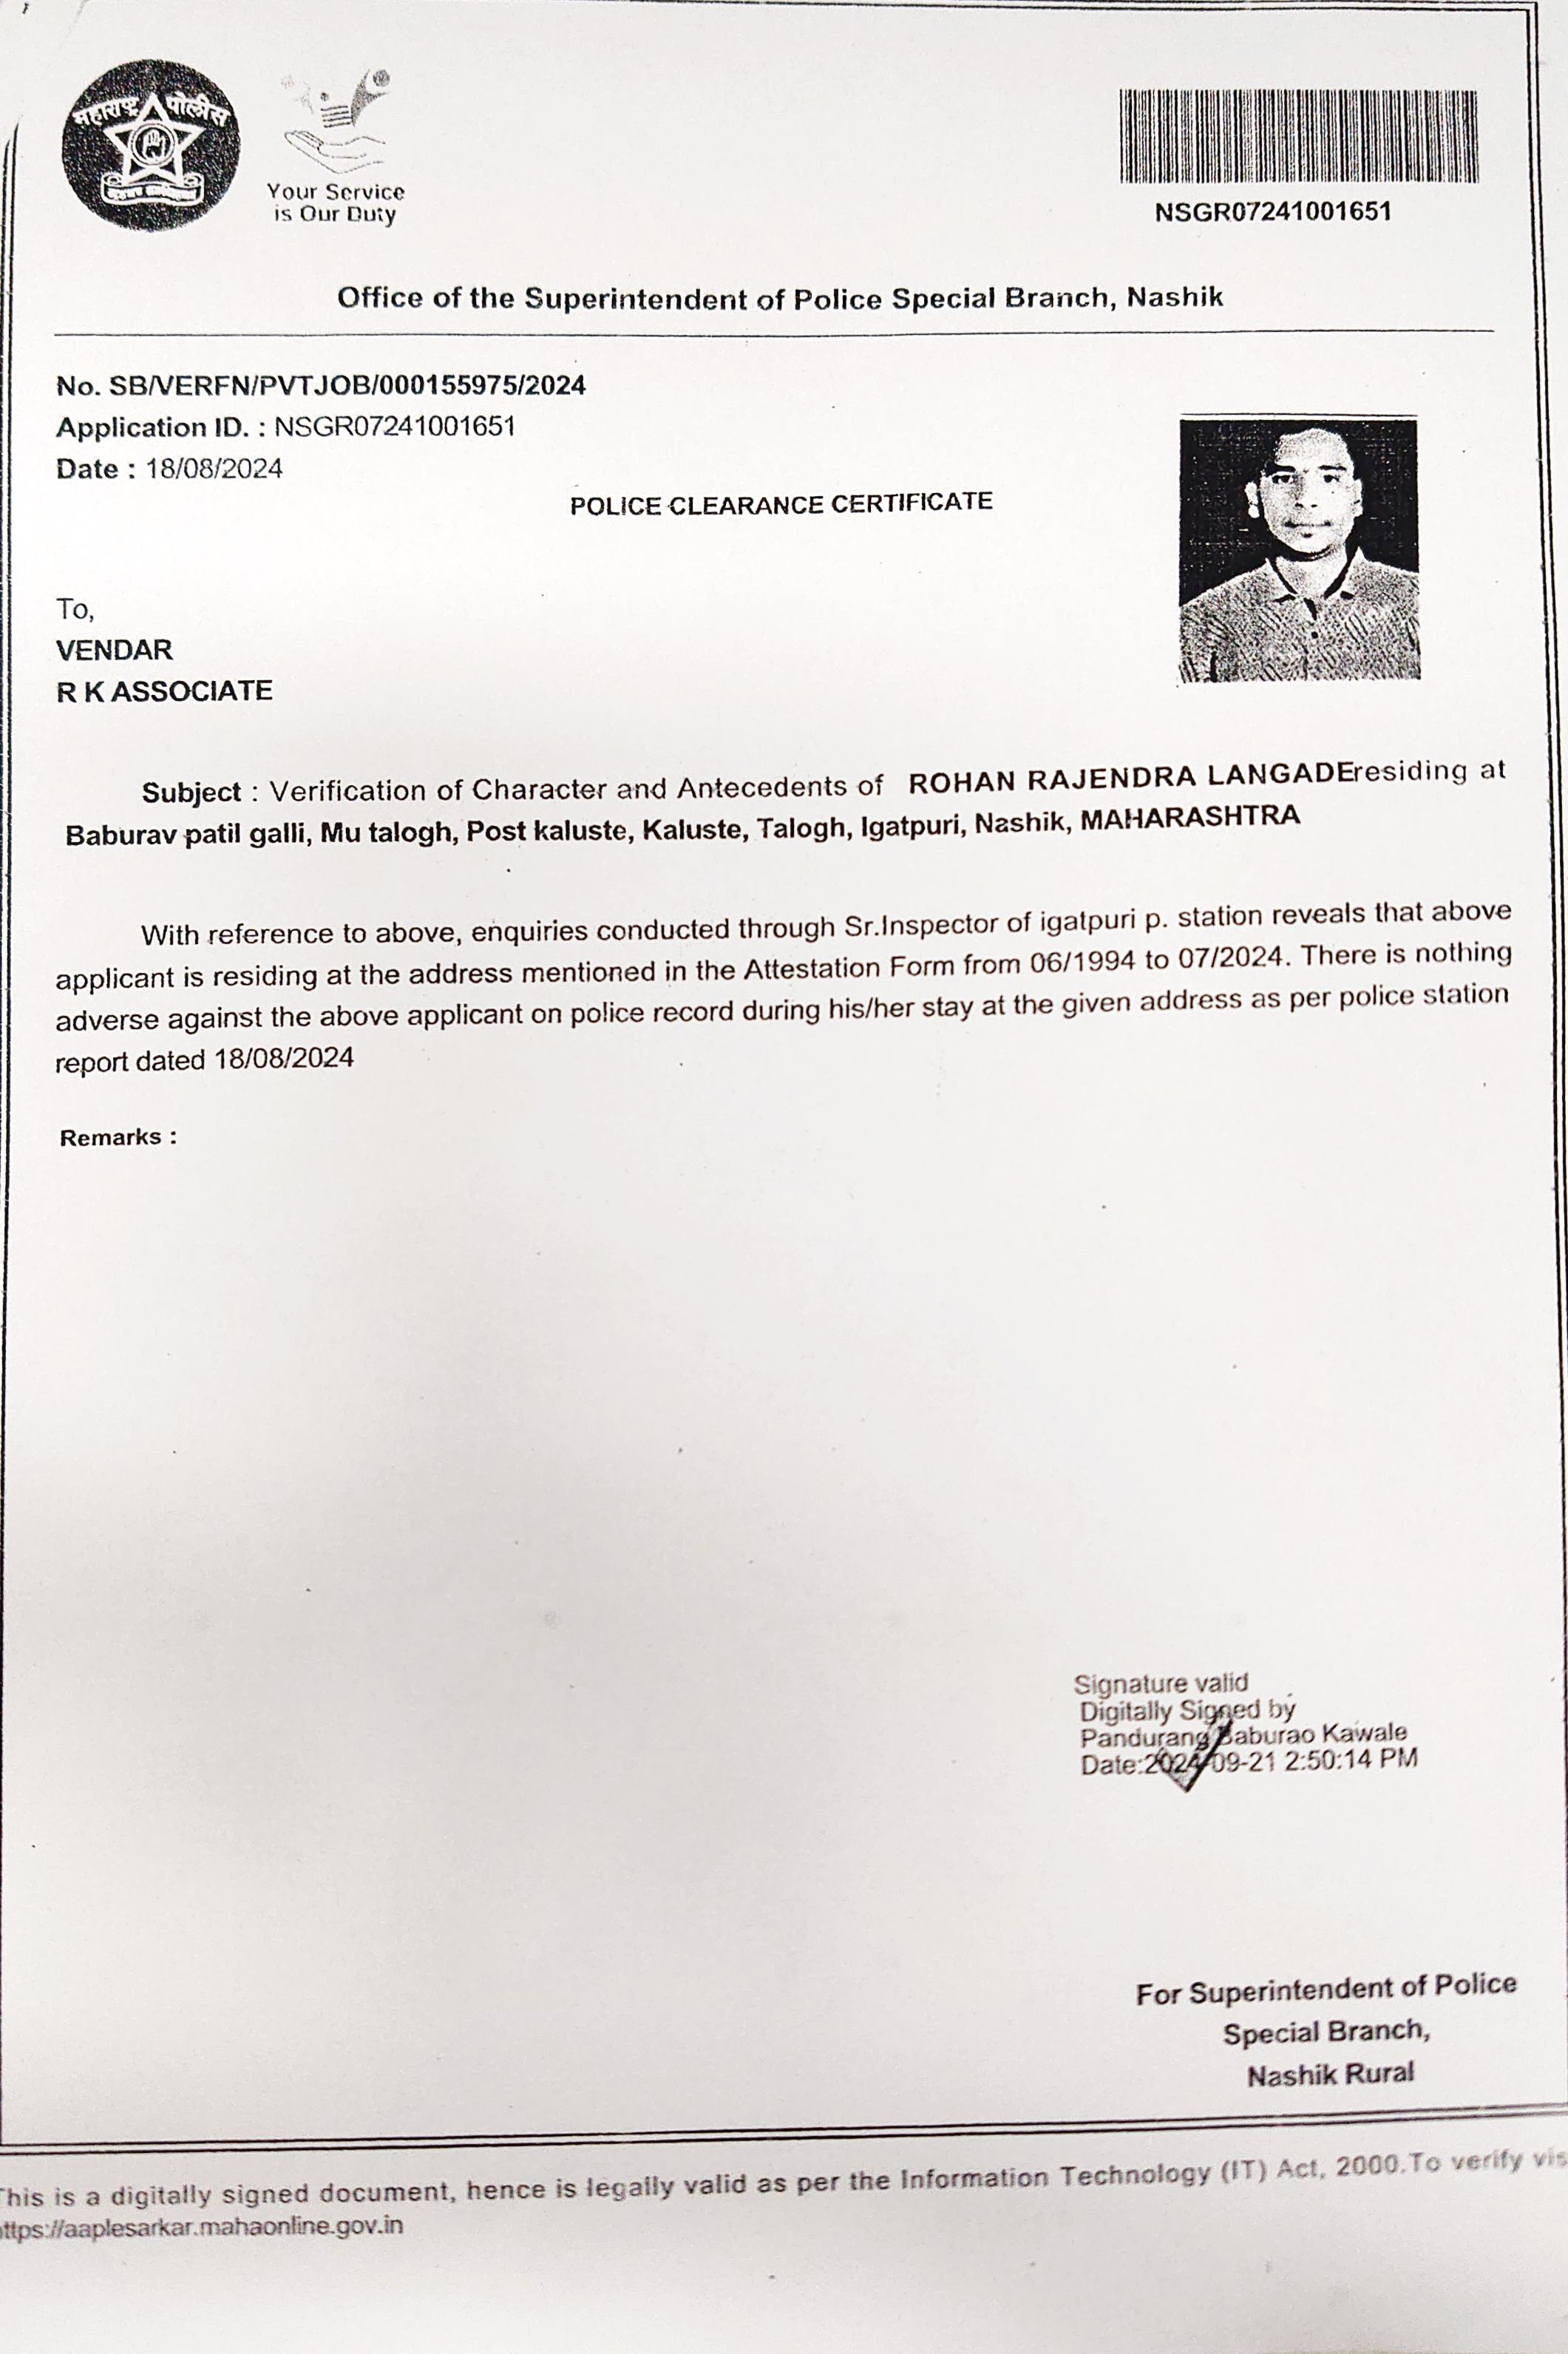 महाराष्ट्र पोलीस
Your Service
is Our Duty
NSGR07241001651
Office of the Superintendent of Police Special Branch, Nashik
No. SB/VERFN/PVTJOB/000155975/2024
Application ID. : NSGR07241001651
Date : 18/08/2024
POLICE CLEARANCE CERTIFICATE
To,
VENDAR
R K ASSOCIATE
Subject : Verification of Character and Antecedents of ROHAN RAJENDRA LANGADEresiding at
Baburav patil galli, Mu talogh, Post kaluste, Kaluste, Talogh, Igatpuri, Nashik, MAHARASHTRA
With reference to above, enquiries conducted through Sr.Inspector of igatpuri p. station reveals that above
applicant is residing at the address mentioned in the Attestation Form from 06/1994 to 07/2024. There is nothing
adverse against the above applicant on police record during his/her stay at the given address as per police station
report dated 18/08/2024
Remarks :
Signature valid
Digitally Signed by
Pandurang Baburao Kawale
Date:2024-09-21 2:50:14 PM
For Superintendent of Police
Special Branch,
Nashik Rural
This is a digitally signed document, hence is legally valid as per the Information Technology (IT) Act, 2000.To verify vis
ttps://aaplesarkar.mahaonline.gov.in